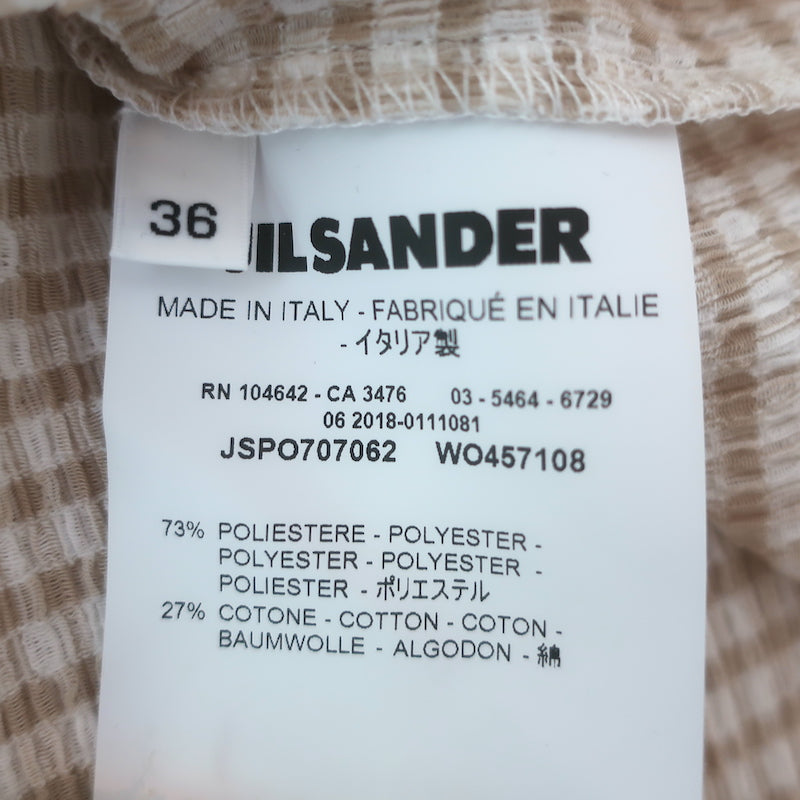 36
JILSANDER
MADE IN ITALY - FABRIQUÉ EN ITALIE
- イタリア製
RN 104642 - CA 3476 03 - 5464 - 6729
06 2018-0111081
JSPO707062 WO457108
73% POLIESTERE - POLYESTER -
POLYESTER - POLYESTER -
POLIESTER - ポリエステル
27% COTONE - COTTON - COTON -
BAUMWOLLE - ALGODON - 綿